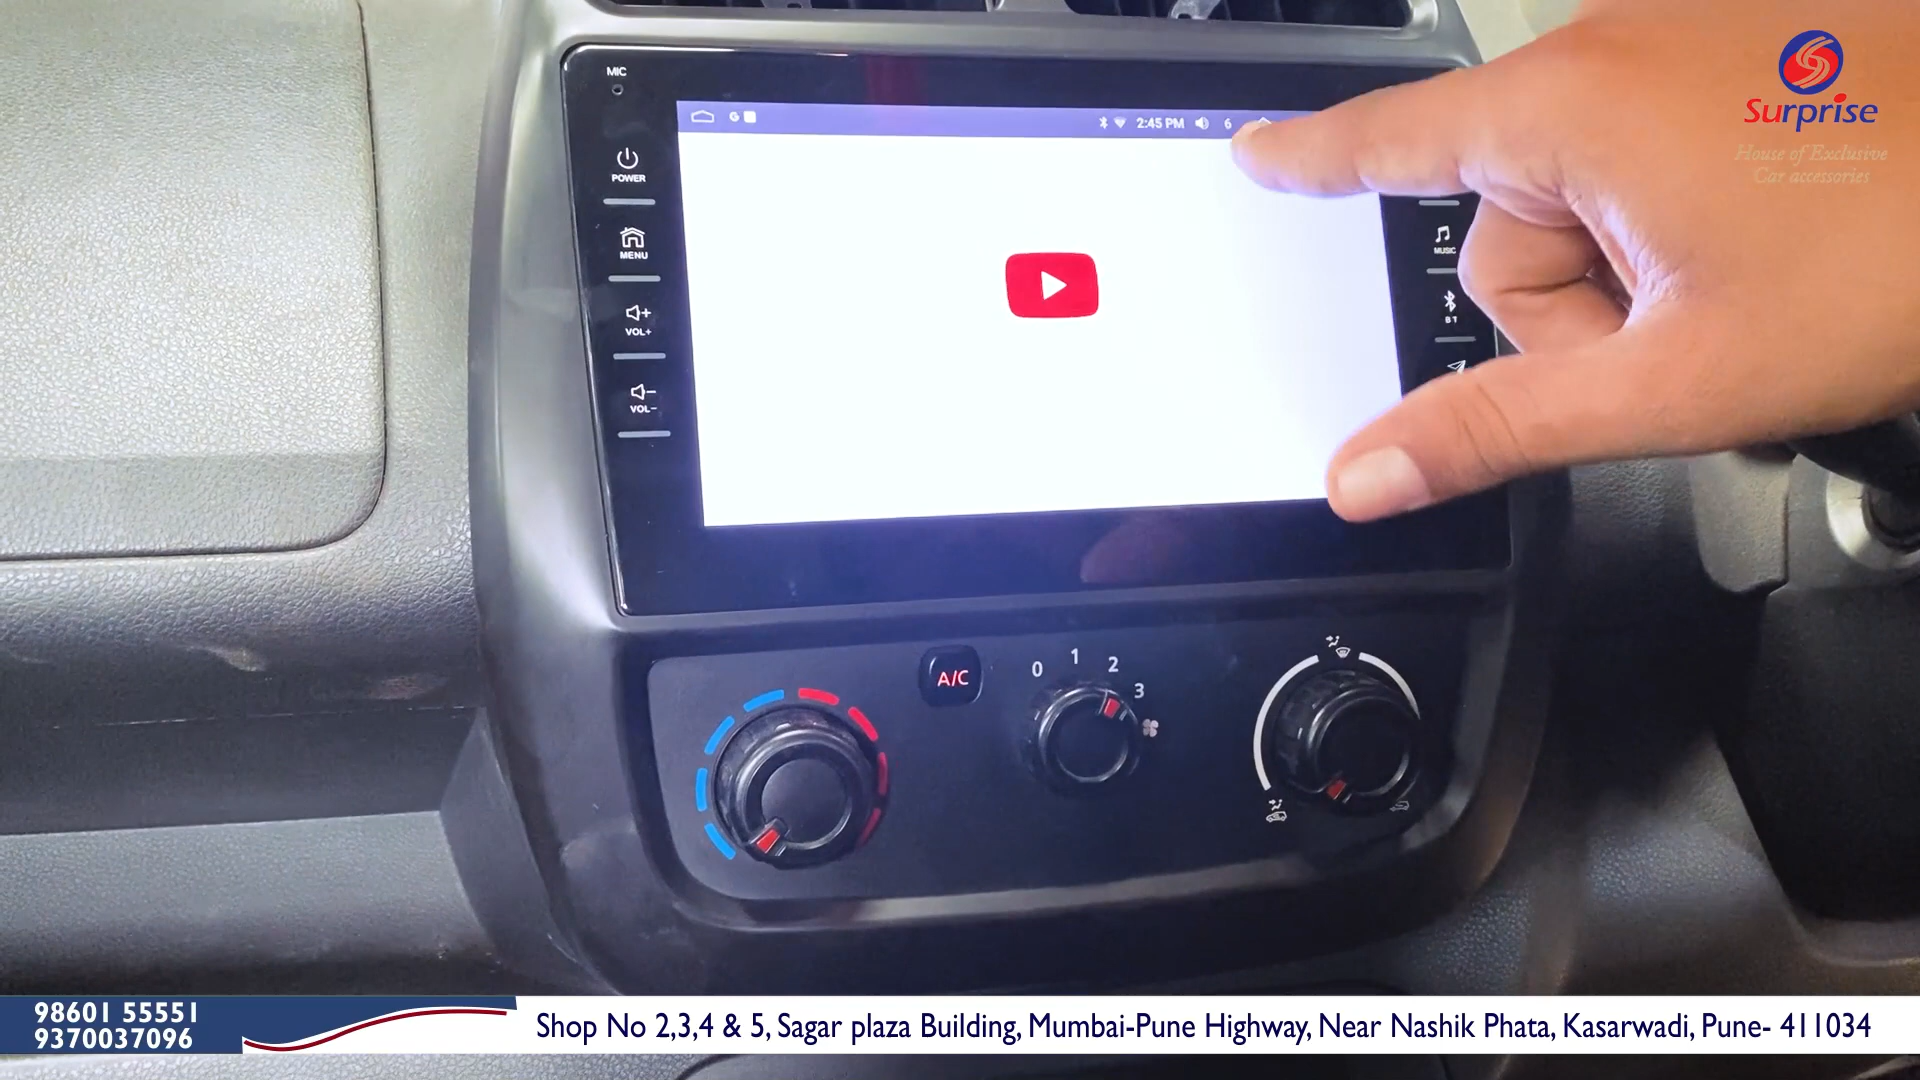 MIC
G
2:45 PM
6
POWER
MENU
VOL+
VOL-
MUSIC
BT
Surprise
House of Exclusive
Car accessories
A/C
0
1
2
3
98601 55551
9370037096
Shop No 2,3,4 & 5, Sagar plaza Building, Mumbai-Pune Highway, Near Nashik Phata, Kasarwadi, Pune- 411034